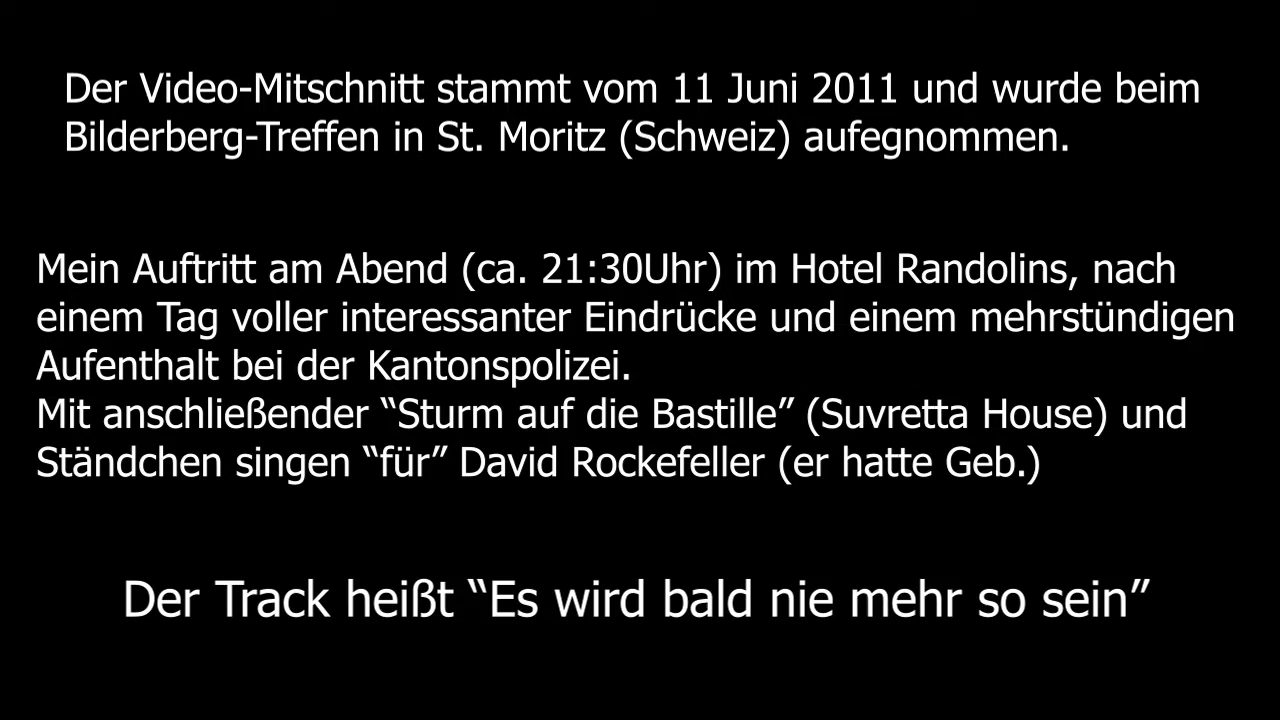 Der Video-Mitschnitt stammt vom 11 Juni 2011 und wurde beim
Bilderberg-Treffen in St. Moritz (Schweiz) aufegnommen.
Mein Auftritt am Abend (ca. 21:30Uhr) im Hotel Randolins, nach
einem Tag voller interessanter Eindrücke und einem mehrstündigen
Aufenthalt bei der Kantonspolizei.
Mit anschließender “Sturm auf die Bastille” (Suvretta House) und
Ständchen singen “für” David Rockefeller (er hatte Geb.)
Der Track heißt “Es wird bald nie mehr so sein”